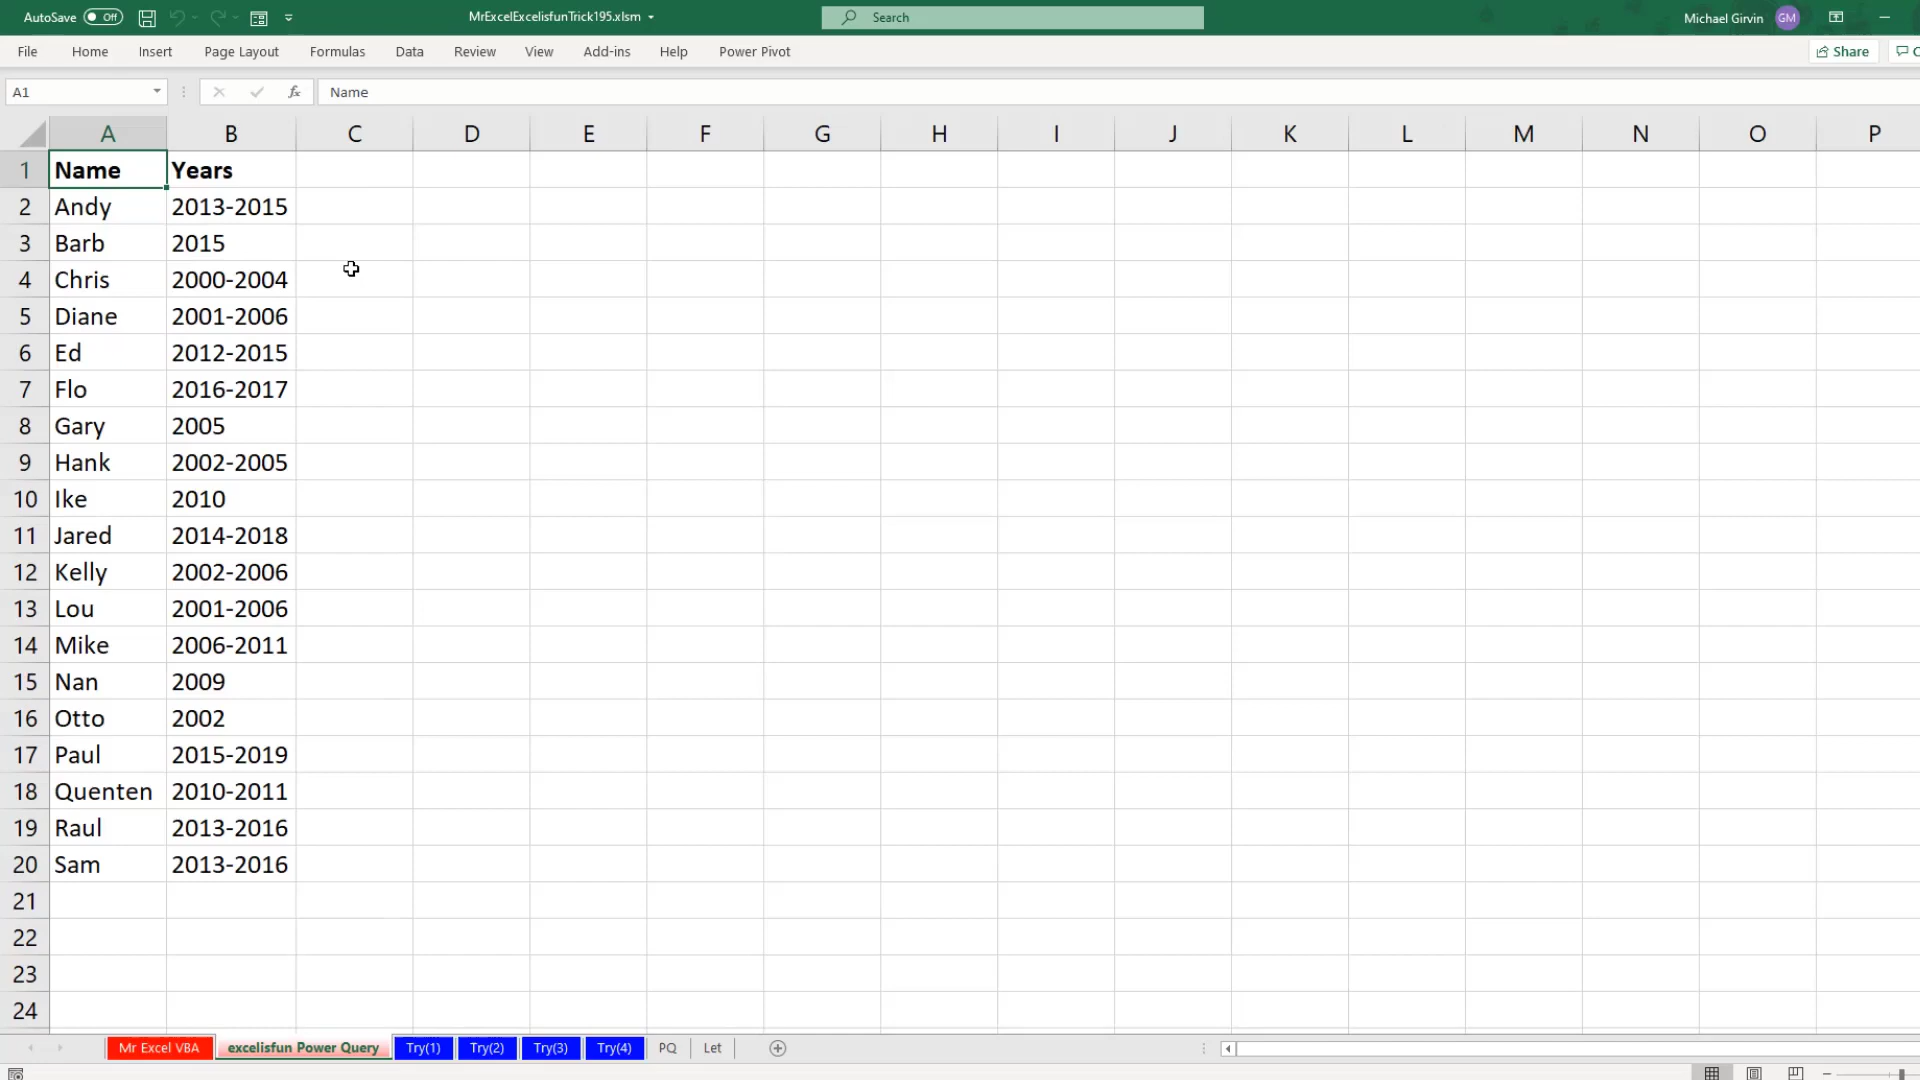 AutoSave Off MrExcelExcelisfunTrick195.xlsm Search Michael Girvin GM
File Home Insert Page Layout Formulas Data Review View Add-ins Help Power Pivot Share C
A1 fx Name
A B C D E F G H I J K L M N O P
1 Name Years
2 Andy 2013-2015
3 Barb 2015
4 Chris 2000-2004
5 Diane 2001-2006
6 Ed 2012-2015
7 Flo 2016-2017
8 Gary 2005
9 Hank 2002-2005
10 Ike 2010
11 Jared 2014-2018
12 Kelly 2002-2006
13 Lou 2001-2006
14 Mike 2006-2011
15 Nan 2009
16 Otto 2002
17 Paul 2015-2019
18 Quenten 2010-2011
19 Raul 2013-2016
20 Sam 2013-2016
21
22
23
24
Mr Excel VBA excelisfun Power Query Try(1) Try(2) Try(3) Try(4) PQ Let